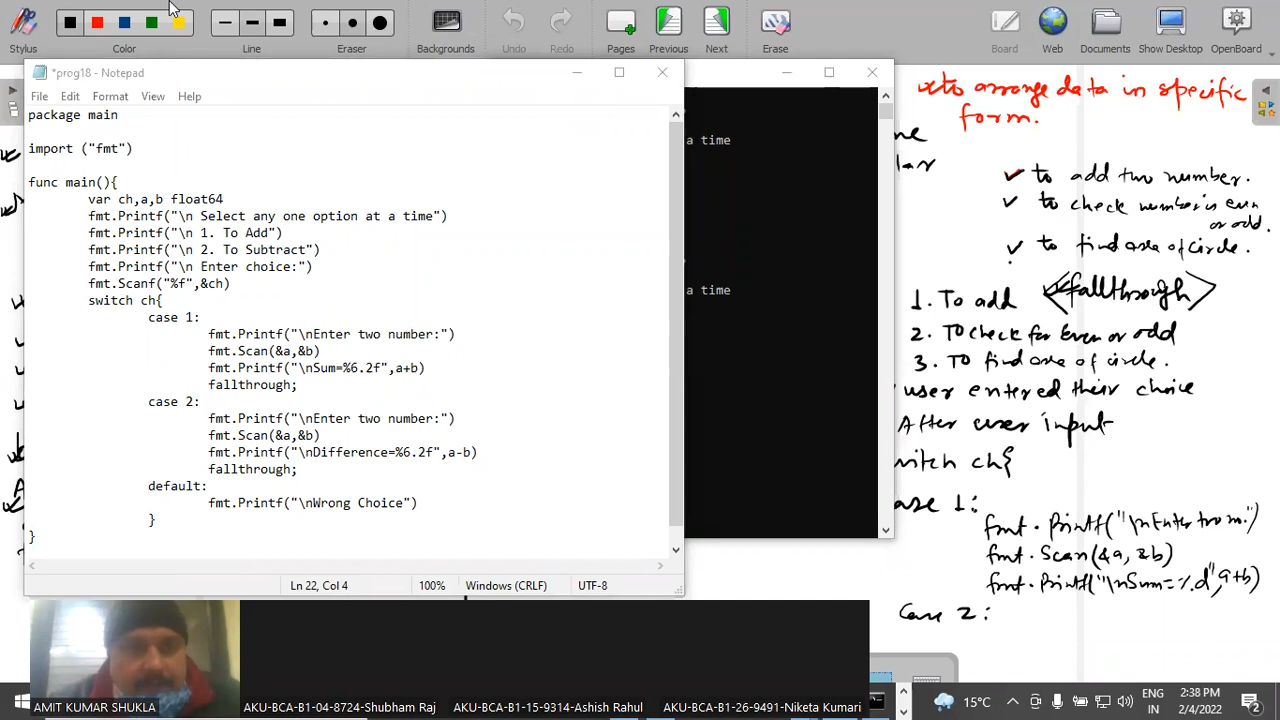 Stylus
Color
Line
Eraser
Backgrounds
Undo
Redo
Pages
Previous
Next
Erase
Board
Web
Documents
Show Desktop
OpenBoard
*prog18 - Notepad
File Edit Format View Help
package main
import ("fmt")
func main(){
var ch,a,b float64
fmt.Printf("\n Select any one option at a time")
fmt.Printf("\n 1. To Add")
fmt.Printf("\n 2. To Subtract")
fmt.Printf("\n Enter choice:")
fmt.Scanf("%f",&ch)
switch ch{
case 1:
fmt.Printf("\nEnter two number:")
fmt.Scan(&a,&b)
fmt.Printf("\nSum=%6.2f",a+b)
fallthrough;
case 2:
fmt.Printf("\nEnter two number:")
fmt.Scan(&a,&b)
fmt.Printf("\nDifference=%6.2f",a-b)
fallthrough;
default:
fmt.Printf("\nWrong Choice")
}
}
Ln 22, Col 4
100%
Windows (CRLF)
UTF-8
a time
a time
to arrange data in specific
form.
to add two number.
to check number is even
or odd.
to find area of circle.
1. To add
fallthrough
2. To check for Even or odd
3. To find area of circle.
user entered their choice
After user input
witch ch{
ase 1:
fmt.Printf("\nEnter two no.")
fmt.Scan(&a, &b)
fmt.Printf("\nSum=%d",a+b)
Case 2:
AMIT KUMAR SHUKLA
AKU-BCA-B1-04-8724-Shubham Raj
AKU-BCA-B1-15-9314-Ashish Rahul
AKU-BCA-B1-26-9491-Niketa Kumari
15°C
ENG
IN
2:38 PM
2/4/2022
2